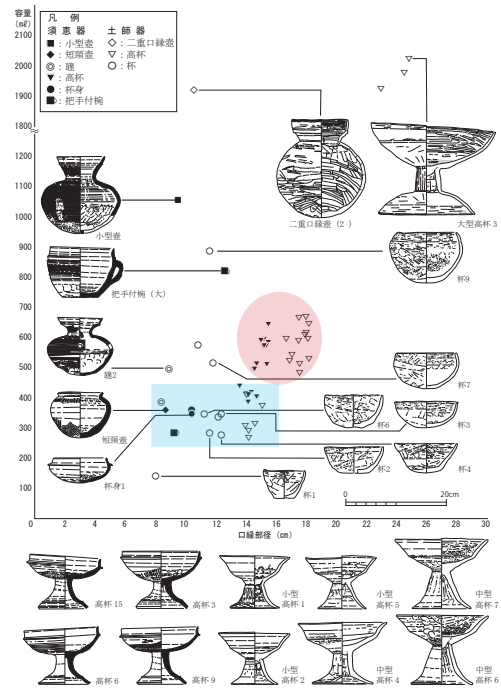 容量
(mℓ)
2100
2000
1900
1800
1200
1100
1000
900
800
700
600
500
400
300
200
100
0
凡 例
須 恵 器 土 師 器
■：小型壺 ◇：二重口縁壺
◆：短頸壺 ▽：高杯
◎：𤭯 ○：杯
▼：高杯
●：杯身
■：把手付椀
小型壺
二重口縁壺（2）
大型高杯 3
把手付椀（大）
杯9
𤭯2
杯7
短頸壺
杯6
杯3
杯身1
杯2
杯4
杯1
0 20cm
0 2 4 6 8 10 12 14 16 18 20 22 24 26 28 30
口縁部径（cm）
高杯 15
高杯 3
小型
高杯 1
小型
高杯 5
中型
高杯 7
高杯 6
高杯 9
小型
高杯 2
中型
高杯 4
中型
高杯 6